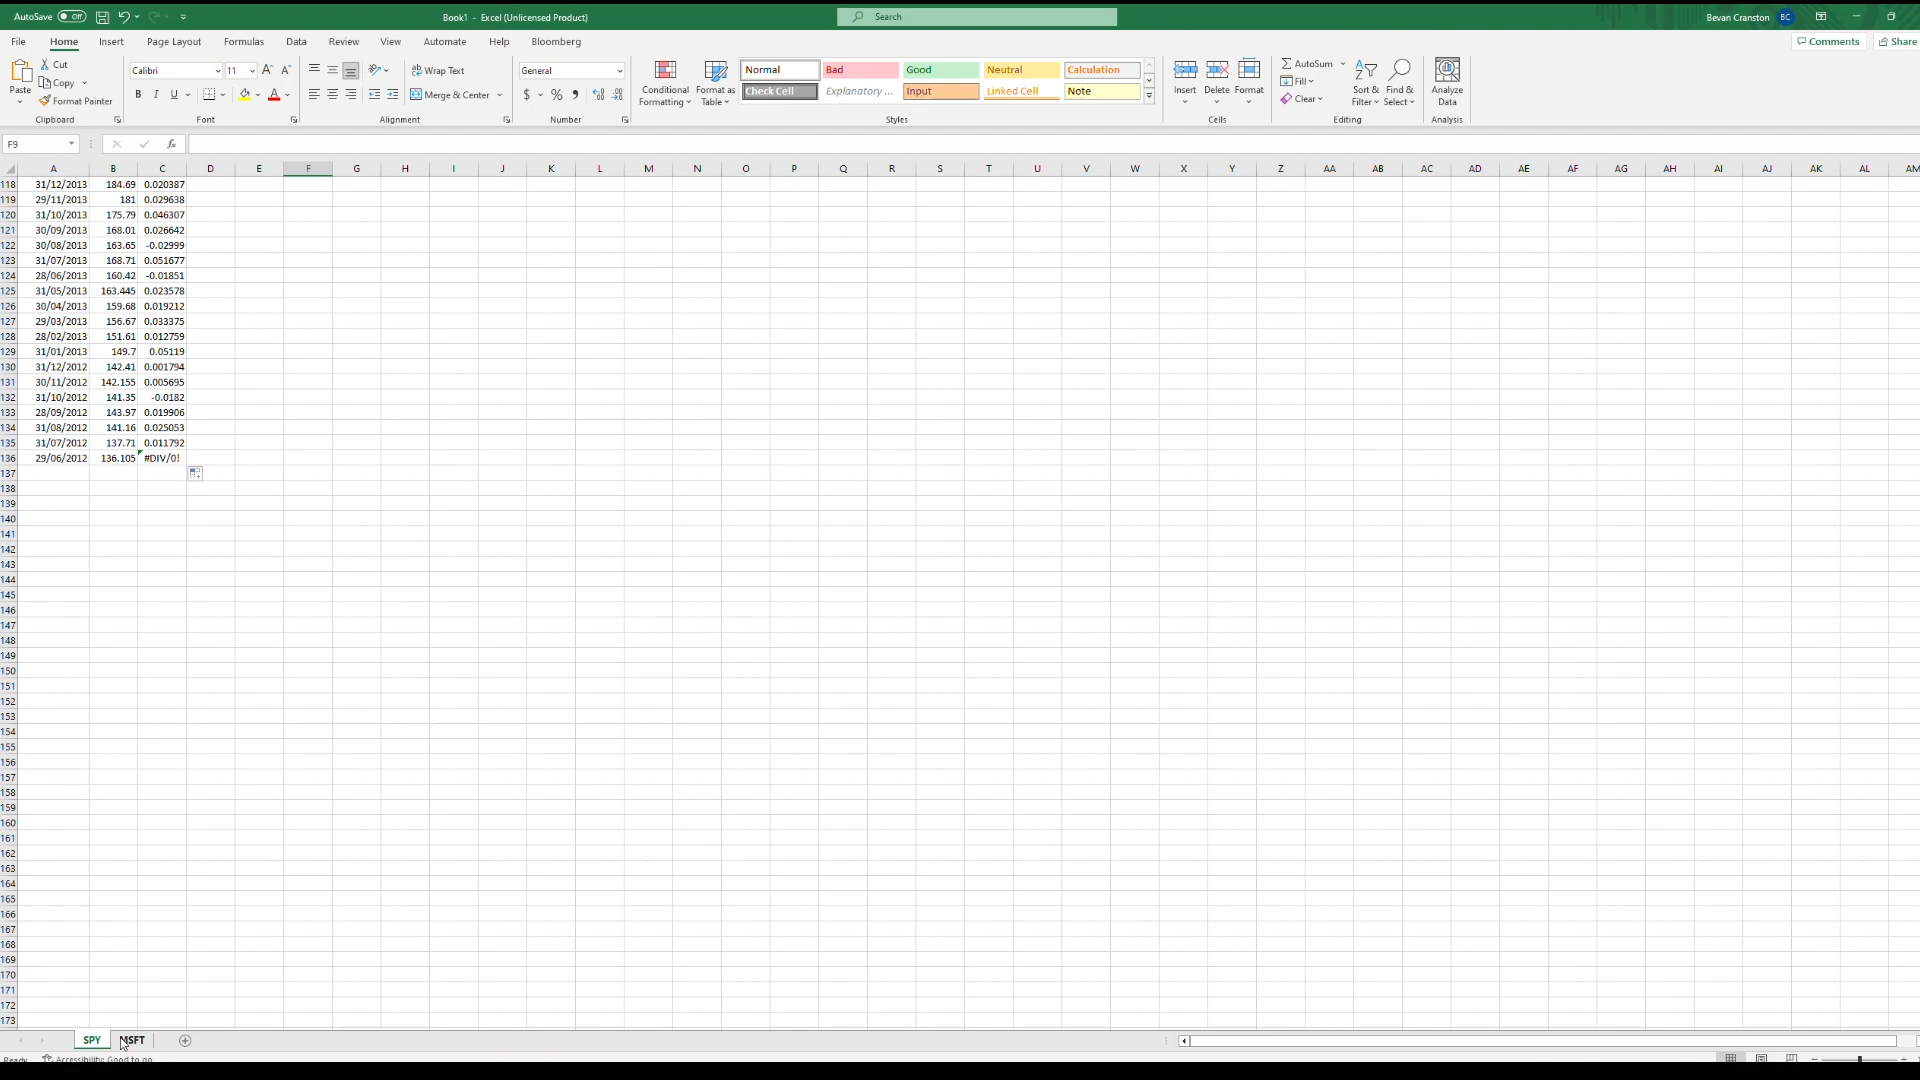 AutoSave Off Book1 - Excel (Unlicensed Product) Search Bevan Cranston BC
File Home Insert Page Layout Formulas Data Review View Automate Help Bloomberg Comments Share
Paste Cut Copy Format Painter Clipboard
Calibri 11 B I U Font
Wrap Text Merge & Center Alignment
General $ % , Number
Conditional Formatting Format as Table
Normal Bad Good Neutral Calculation
Check Cell Explanatory ... Input Linked Cell Note
Styles
Insert Delete Format Cells
AutoSum Fill Clear Sort & Filter Find & Select Editing
Analyze Data Analysis
F9 fx
A B C D E F G H I J K L M N O P Q R S T U V W X Y Z AA AB AC AD AE AF AG AH AI AJ AK AL AM
118 31/12/2013 184.69 0.020387
119 29/11/2013 181 0.029638
120 31/10/2013 175.79 0.046307
121 30/09/2013 168.01 0.026642
122 30/08/2013 163.65 -0.02999
123 31/07/2013 168.71 0.051677
124 28/06/2013 160.42 -0.01851
125 31/05/2013 163.445 0.023578
126 30/04/2013 159.68 0.019212
127 29/03/2013 156.67 0.033375
128 28/02/2013 151.61 0.012759
129 31/01/2013 149.7 0.05119
130 31/12/2012 142.41 0.001794
131 30/11/2012 142.155 0.005695
132 31/10/2012 141.35 -0.0182
133 28/09/2012 143.97 0.019906
134 31/08/2012 141.16 0.025053
135 31/07/2012 137.71 0.011792
136 29/06/2012 136.105 #DIV/0!
137
138
139
140
141
142
143
144
145
146
147
148
149
150
151
152
153
154
155
156
157
158
159
160
161
162
163
164
165
166
167
168
169
170
171
172
173
SPY MSFT
Ready Accessibility: Good to go